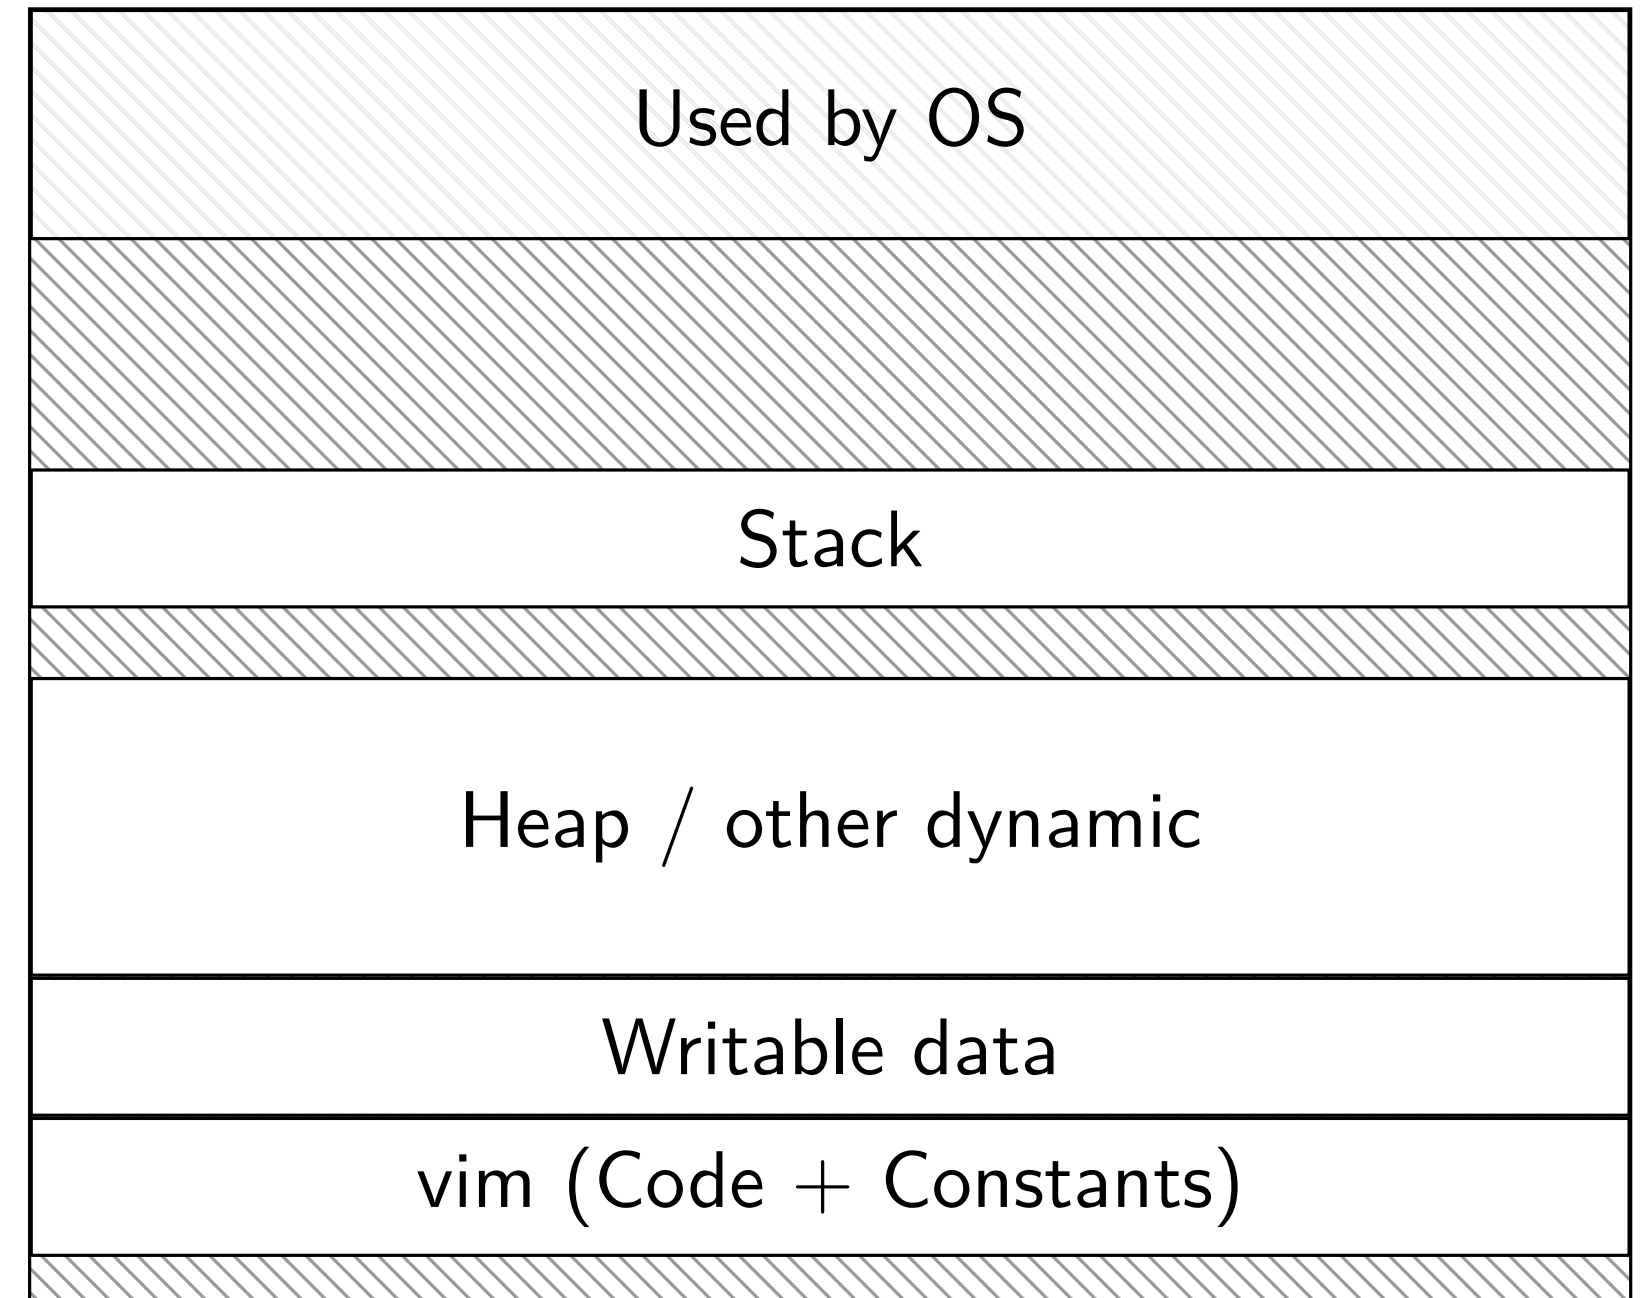 Used by OS
Stack
Heap / other dynamic
Writable data
vim (Code + Constants)